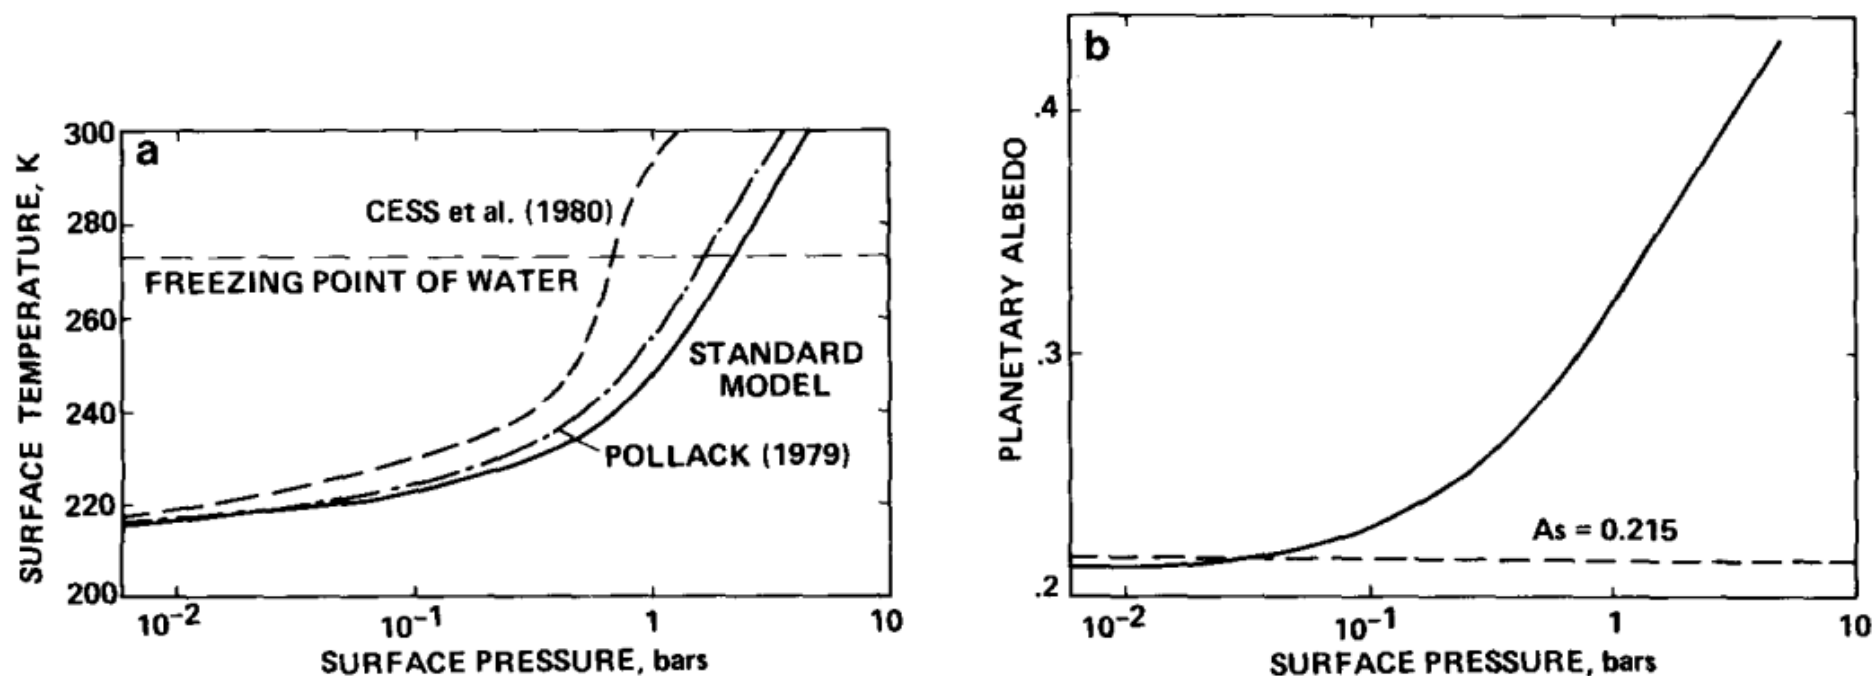 a
300
280
260
240
220
200
SURFACE TEMPERATURE, K
CESS et al. (1980)
FREEZING POINT OF WATER
STANDARD
MODEL
POLLACK (1979)
10⁻²
10⁻¹
1
10
SURFACE PRESSURE, bars
b
.4
.3
.2
PLANETARY ALBEDO
As = 0.215
10⁻²
10⁻¹
1
10
SURFACE PRESSURE, bars